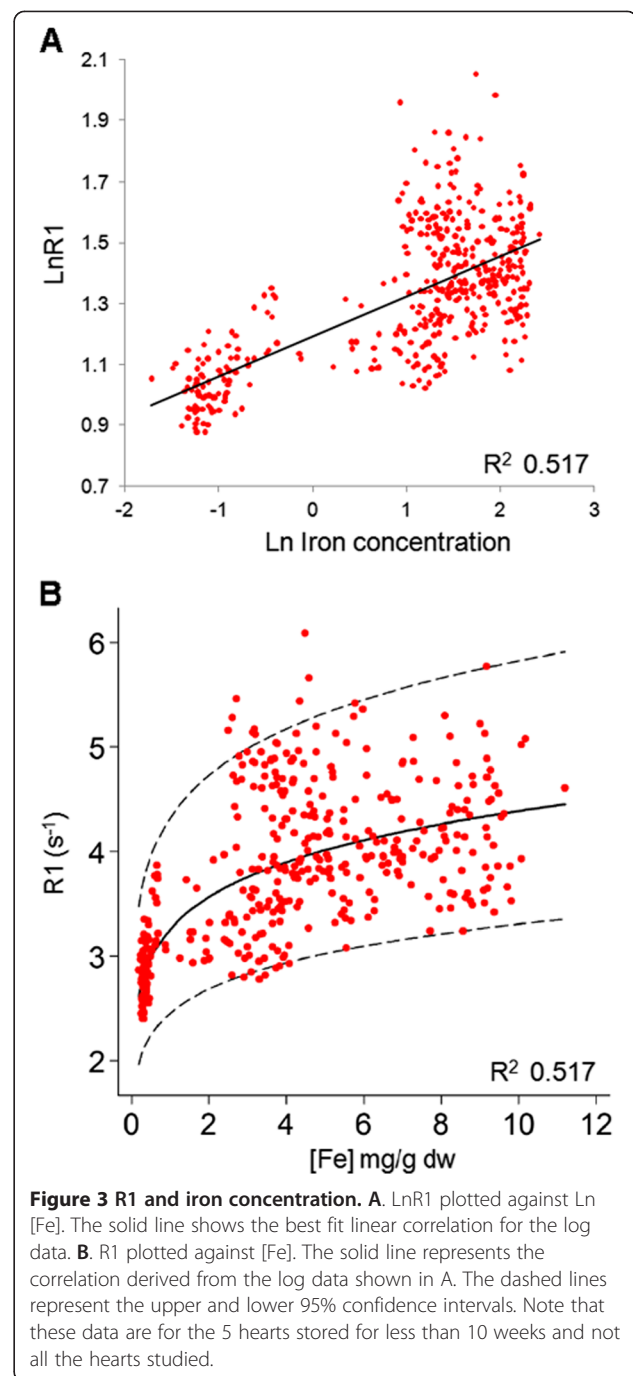 A
2.1
1.9
1.7
1.5
1.3
1.1
0.9
0.7
LnR1
-2 -1 0 1 2 3
R² 0.517
Ln Iron concentration
B
6
5
4
3
2
R1 (s⁻¹)
R² 0.517
0 2 4 6 8 10 12
[Fe] mg/g dw
Figure 3 R1 and iron concentration. A. LnR1 plotted against Ln
[Fe]. The solid line shows the best fit linear correlation for the log
data. B. R1 plotted against [Fe]. The solid line represents the
correlation derived from the log data shown in A. The dashed lines
represent the upper and lower 95% confidence intervals. Note that
these data are for the 5 hearts stored for less than 10 weeks and not
all the hearts studied.